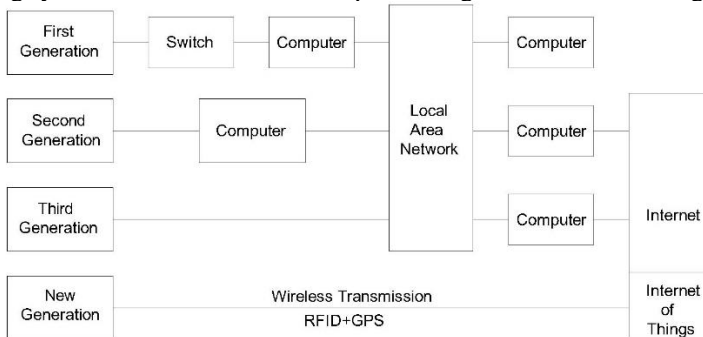 First
Generation
Switch
Computer
Computer
Second
Generation
Computer
Local
Area
Network
Computer
Third
Generation
Computer
Internet
New
Generation
Wireless Transmission
RFID+GPS
Internet
of
Things